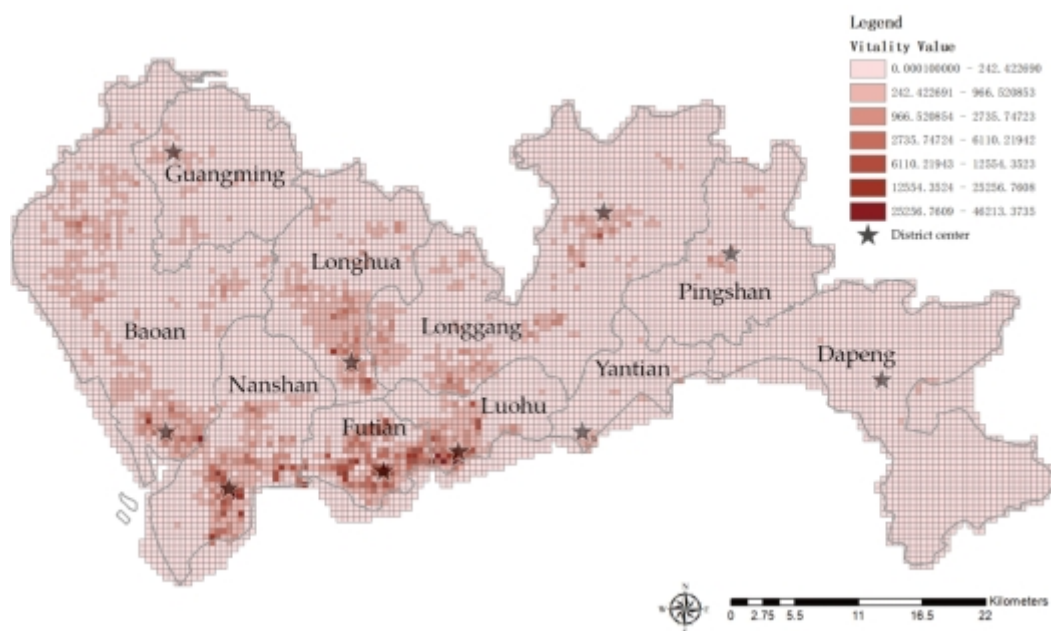 Legend
Vitality Value
0.000100000 - 242.422690
242.422691 - 966.520853
966.520854 - 2735.74723
2735.74724 - 6110.21942
6110.21943 - 12554.3523
12554.3524 - 25256.7608
25256.7609 - 46213.3735
District center
Guangming
Longhua
Pingshan
Baoan
Longgang
Dapeng
Nanshan
Yantian
Luohu
Futian
N
W
E
S
Kilometers
0 2.75 5.5 11 16.5 22